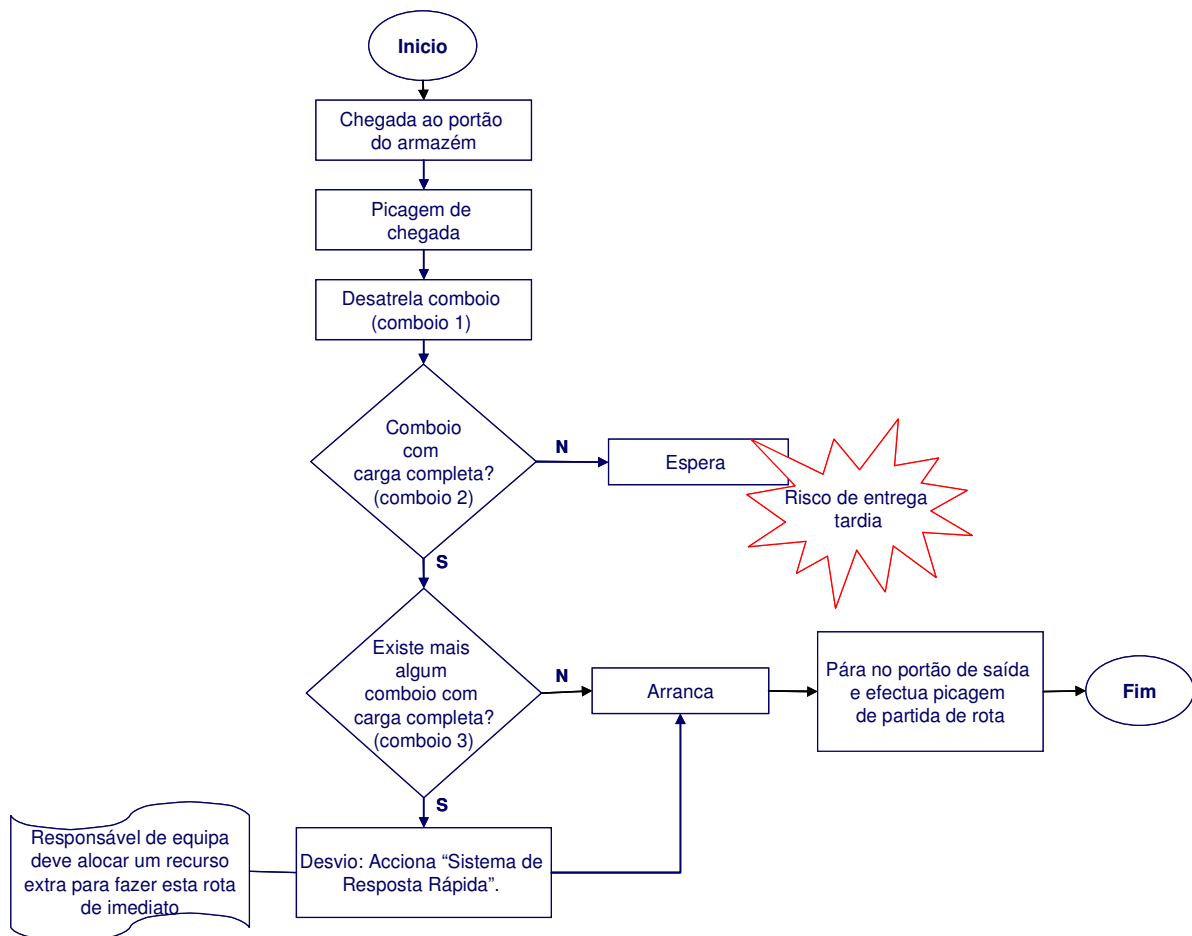 Inicio
Chegada ao portão
do armazém
Picagem de
chegada
Desatrela comboio
(comboio 1)
Comboio
com
carga completa?
(comboio 2)
N
Espera
Risco de entrega
tardia
S
Existe mais
algum
comboio com
carga completa?
(comboio 3)
N
Arranca
Pára no portão de saída
e efectua picagem
de partida de rota
Fim
S
Responsável de equipa
deve alocar um recurso
extra para fazer esta rota
de imediato
Desvio: Acciona “Sistema de
Resposta Rápida”.